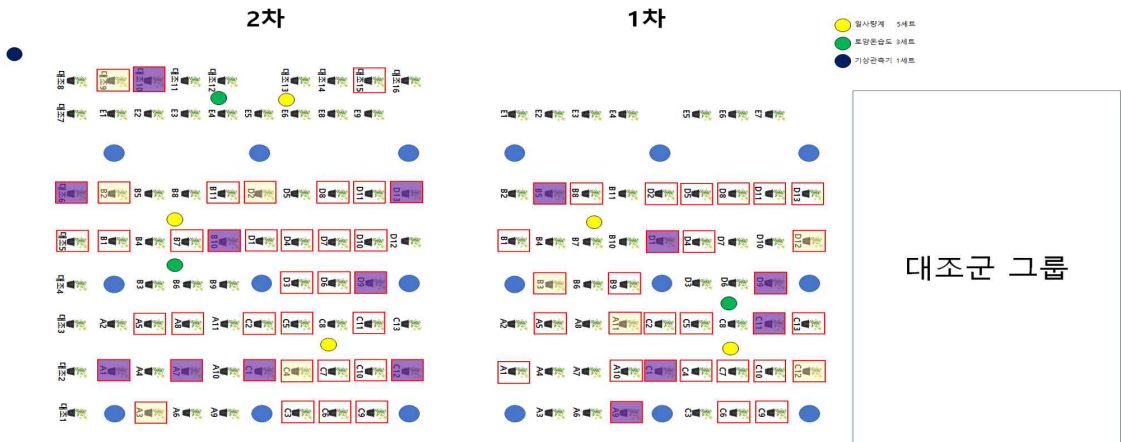 2차
1차
일사량계 5세트
토양온습도 3세트
기상관측기 1세트
대조8 대조9 대조10 대조11 대조12 대조13 대조14 대조15 대조16
대조7 E1 E2 E3 E4 E5 E6 E8 E9
E1 E2 E3 E4 E5 E6 E7
대조6 B2 B5 B8 B11 D2 D5 D8 D11 D13
B2 B5 B8 B11 D2 D5 D8 D11 D13
대조5 B1 B4 B7 B10 D1 D4 D7 D10 D12
B1 B4 B7 B10 D1 D4 D7 D10 D12
대조4 B3 B6 B9 D3 D6 D9
B3 B6 B9 D3 D6 D9
대조군 그룹
대조3 A2 A5 A8 A11 C2 C5 C8 C11 C13
A2 A5 A8 A11 C2 C5 C8 C11 C13
대조2 A1 A4 A7 A10 C1 C4 C7 C10 C12
A1 A4 A7 A10 C1 C4 C7 C10 C12
대조1 A3 A6 A9 C3 C6 C9
A3 A6 A9 C3 C6 C9